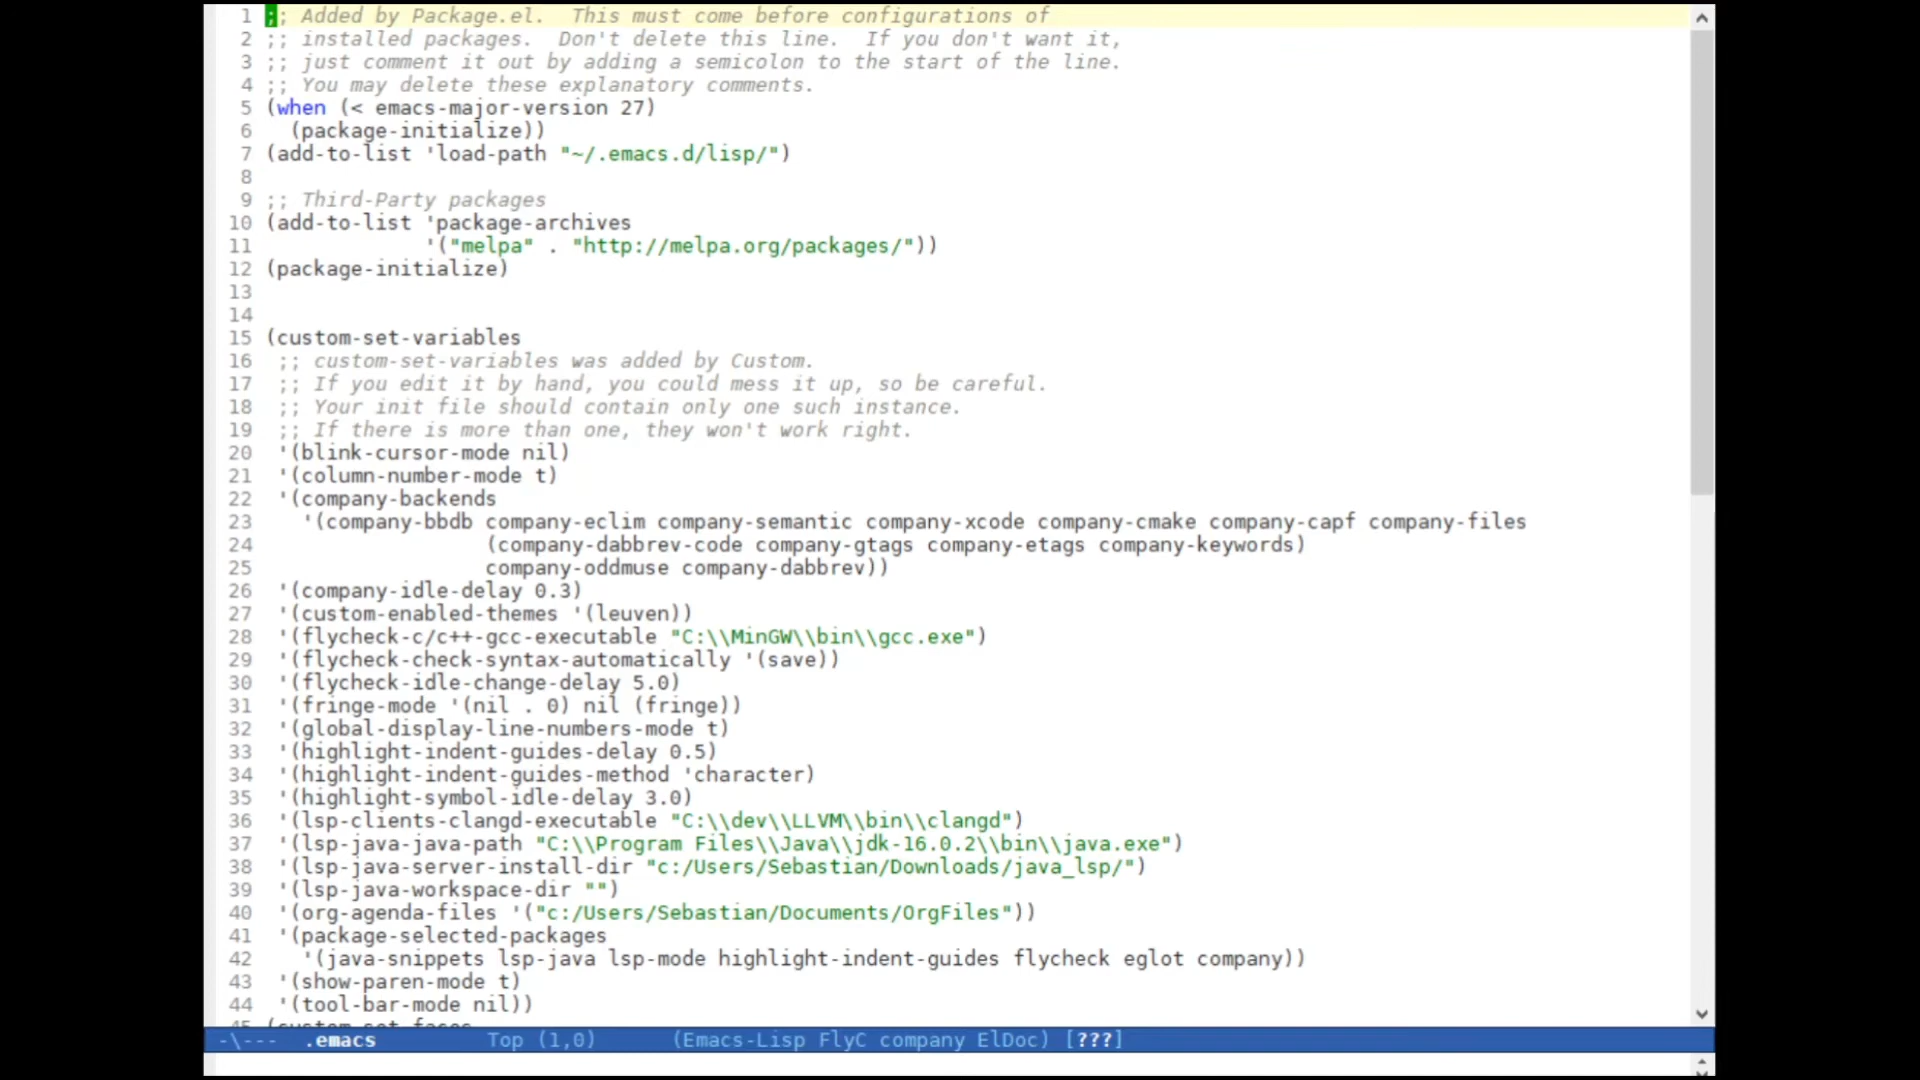 1 ;; Added by Package.el.  This must come before configurations of
2 ;; installed packages.  Don't delete this line.  If you don't want it,
3 ;; just comment it out by adding a semicolon to the start of the line.
4 ;; You may delete these explanatory comments.
5 (when (< emacs-major-version 27)
6   (package-initialize))
7 (add-to-list 'load-path "~/.emacs.d/lisp/")
8
9 ;; Third-Party packages
10 (add-to-list 'package-archives
11              '("melpa" . "http://melpa.org/packages/"))
12 (package-initialize)
13
14
15 (custom-set-variables
16  ;; custom-set-variables was added by Custom.
17  ;; If you edit it by hand, you could mess it up, so be careful.
18  ;; Your init file should contain only one such instance.
19  ;; If there is more than one, they won't work right.
20  '(blink-cursor-mode nil)
21  '(column-number-mode t)
22  '(company-backends
23    '(company-bbdb company-eclim company-semantic company-xcode company-cmake company-capf company-files
24                   (company-dabbrev-code company-gtags company-etags company-keywords)
25                   company-oddmuse company-dabbrev))
26  '(company-idle-delay 0.3)
27  '(custom-enabled-themes '(leuven))
28  '(flycheck-c/c++-gcc-executable "C:\\MinGW\\bin\\gcc.exe")
29  '(flycheck-check-syntax-automatically '(save))
30  '(flycheck-idle-change-delay 5.0)
31  '(fringe-mode '(nil . 0) nil (fringe))
32  '(global-display-line-numbers-mode t)
33  '(highlight-indent-guides-delay 0.5)
34  '(highlight-indent-guides-method 'character)
35  '(highlight-symbol-idle-delay 3.0)
36  '(lsp-clients-clangd-executable "C:\\dev\\LLVM\\bin\\clangd")
37  '(lsp-java-java-path "C:\\Program Files\\Java\\jdk-16.0.2\\bin\\java.exe")
38  '(lsp-java-server-install-dir "c:/Users/Sebastian/Downloads/java_lsp/")
39  '(lsp-java-workspace-dir "")
40  '(org-agenda-files '("c:/Users/Sebastian/Documents/OrgFiles"))
41  '(package-selected-packages
42    '(java-snippets lsp-java lsp-mode highlight-indent-guides flycheck eglot company))
43  '(show-paren-mode t)
44  '(tool-bar-mode nil))
45 (custom-set-faces
-\---  .emacs         Top (1,0)      (Emacs-Lisp FlyC company ElDoc) [???]